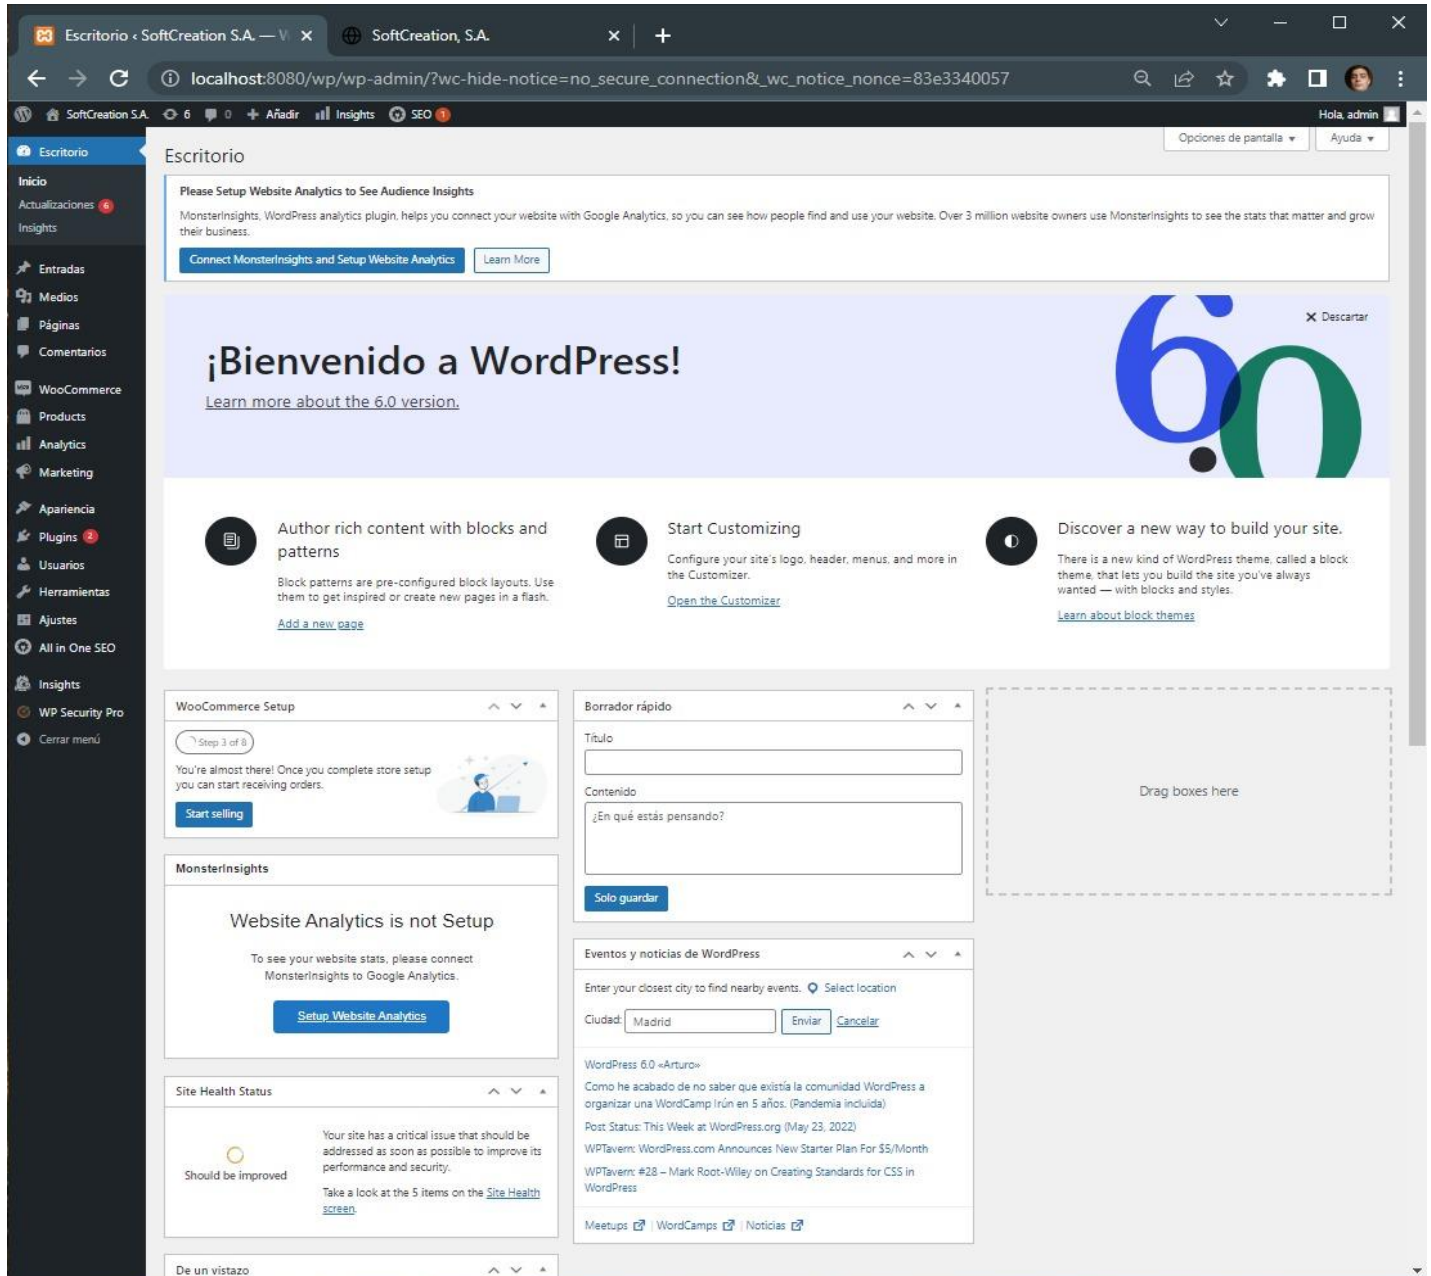 Escritorio ‹ SoftCreation S.A. — W
SoftCreation, S.A.
localhost:8080/wp/wp-admin/?wc-hide-notice=no_secure_connection&_wc_notice_nonce=83e3340057
SoftCreation S.A.
6
0
Añadir
Insights
SEO
1
Hola, admin
Escritorio
Inicio
Actualizaciones 6
Insights
Entradas
Medios
Páginas
Comentarios
WooCommerce
Products
Analytics
Marketing
Apariencia
Plugins 2
Usuarios
Herramientas
Ajustes
All in One SEO
Insights
WP Security Pro
Cerrar menú
Opciones de pantalla
Ayuda
Escritorio
Please Setup Website Analytics to See Audience Insights
MonsterInsights, WordPress analytics plugin, helps you connect your website with Google Analytics, so you can see how people find and use your website. Over 3 million website owners use MonsterInsights to see the stats that matter and grow
their business.
Connect MonsterInsights and Setup Website Analytics
Learn More
Descartar
6.0
¡Bienvenido a WordPress!
Learn more about the 6.0 version.
Author rich content with blocks and
patterns
Block patterns are pre-configured block layouts. Use
them to get inspired or create new pages in a flash.
Add a new page
Start Customizing
Configure your site's logo, header, menus, and more in
the Customizer.
Open the Customizer
Discover a new way to build your site.
There is a new kind of WordPress theme, called a block
theme, that lets you build the site you've always
wanted — with blocks and styles.
Learn about block themes
WooCommerce Setup
Step 3 of 8
You're almost there! Once you complete store setup
you can start receiving orders.
Start selling
MonsterInsights
Website Analytics is not Setup
To see your website stats, please connect
MonsterInsights to Google Analytics.
Setup Website Analytics
Site Health Status
Should be improved
Your site has a critical issue that should be
addressed as soon as possible to improve its
performance and security.
Take a look at the 5 items on the Site Health
screen.
De un vistazo
Borrador rápido
Título
Contenido
¿En qué estás pensando?
Solo guardar
Eventos y noticias de WordPress
Enter your closest city to find nearby events. Select location
Ciudad: Madrid Enviar Cancelar
WordPress 6.0 «Arturo»
Como he acabado de no saber que existía la comunidad WordPress a
organizar una WordCamp Irún en 5 años. (Pandemia incluida)
Post Status: This Week at WordPress.org (May 23, 2022)
WPTavern: WordPress.com Announces New Starter Plan For $5/Month
WPTavern: #28 – Mark Root-Wiley on Creating Standards for CSS in
WordPress
Meetups | WordCamps | Noticias
Drag boxes here